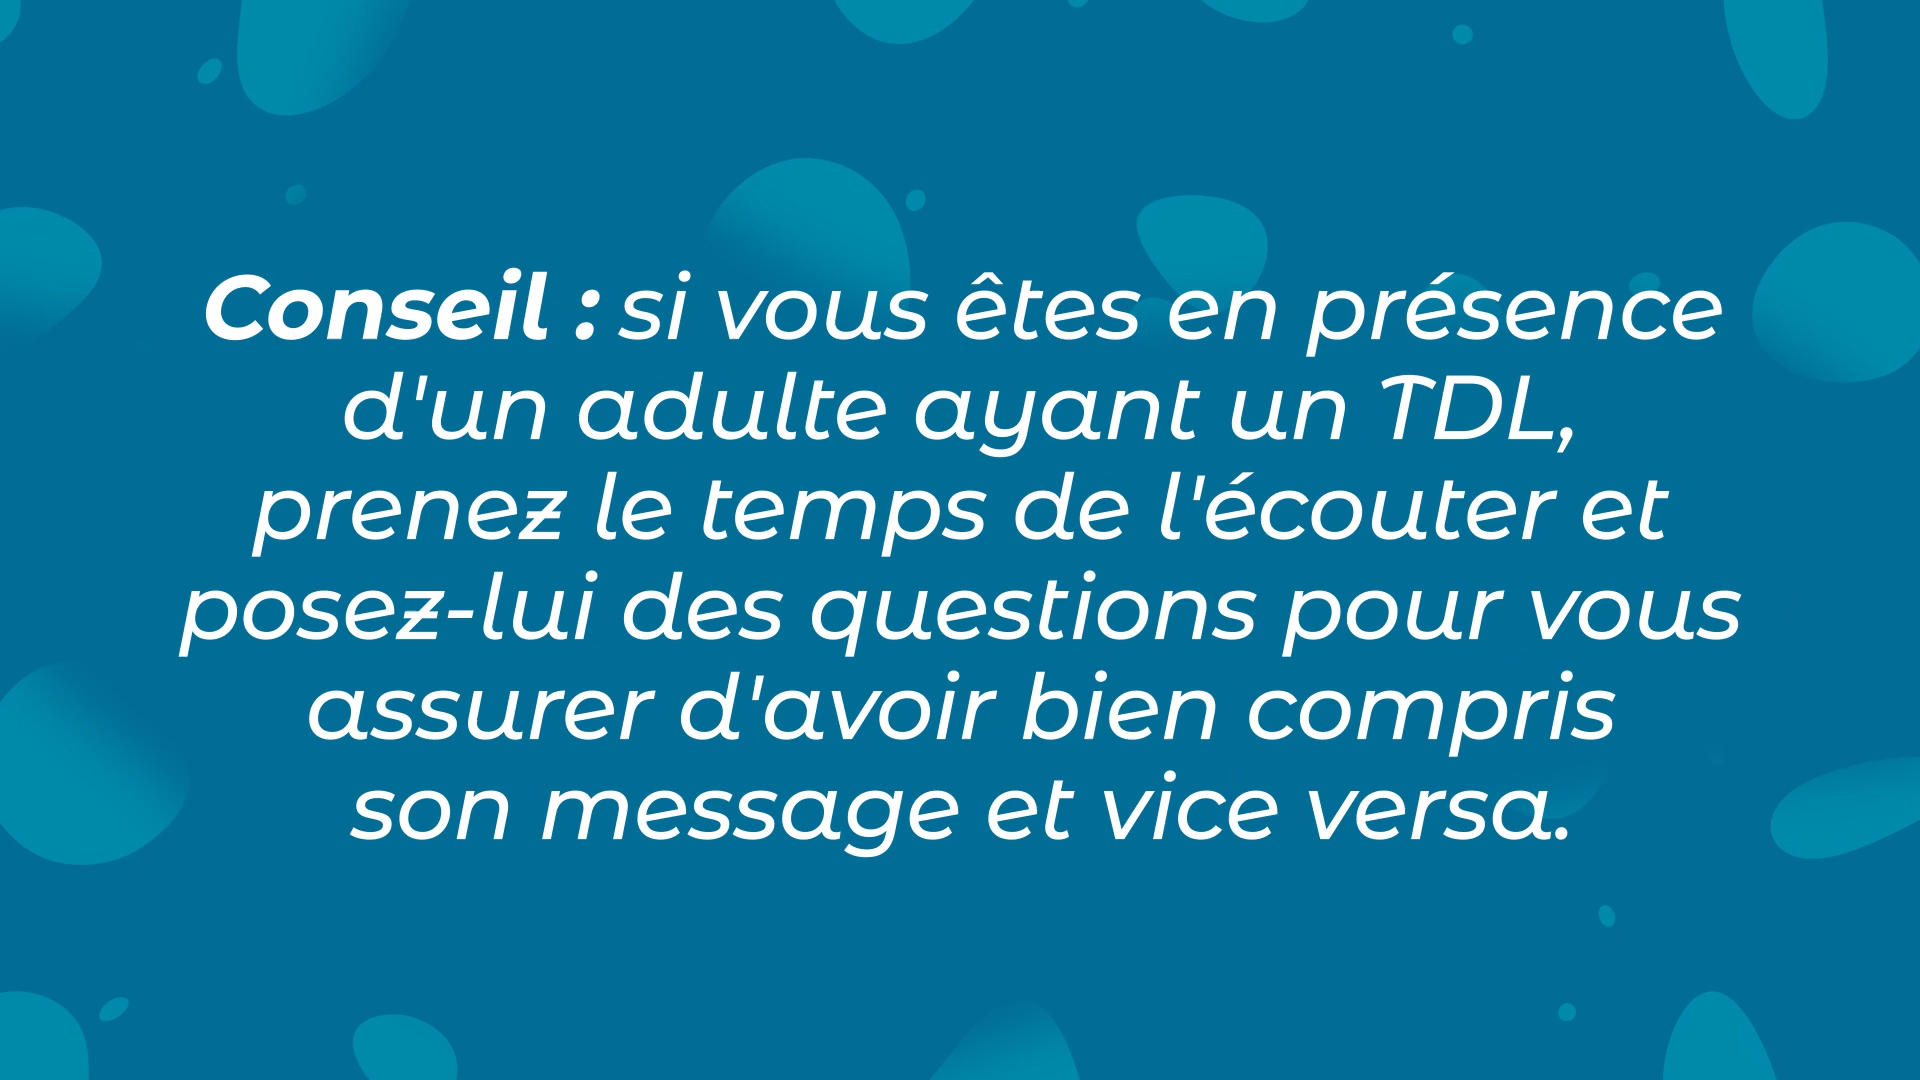 Conseil : si vous êtes en présence
d'un adulte ayant un TDL,
prenez le temps de l'écouter et
posez-lui des questions pour vous
assurer d'avoir bien compris
son message et vice versa.